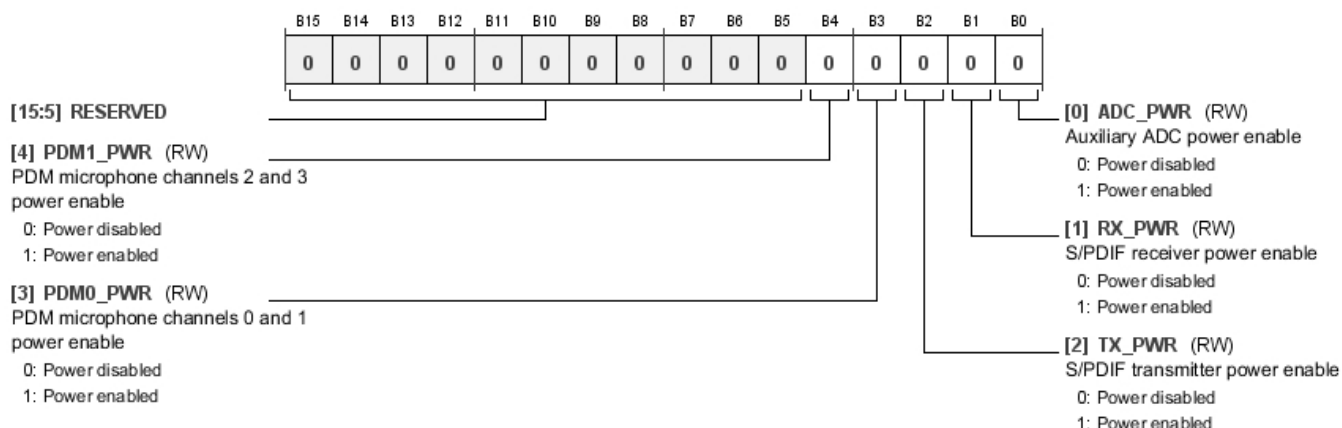 B15 B14 B13 B12 B11 B10 B9 B8 B7 B6 B5 B4 B3 B2 B1 B0
0 0 0 0 0 0 0 0 0 0 0 0 0 0 0 0
[15:5] RESERVED
[4] PDM1_PWR (RW)
PDM microphone channels 2 and 3
power enable
0: Power disabled
1: Power enabled
[3] PDM0_PWR (RW)
PDM microphone channels 0 and 1
power enable
0: Power disabled
1: Power enabled
[0] ADC_PWR (RW)
Auxiliary ADC power enable
0: Power disabled
1: Power enabled
[1] RX_PWR (RW)
S/PDIF receiver power enable
0: Power disabled
1: Power enabled
[2] TX_PWR (RW)
S/PDIF transmitter power enable
0: Power disabled
1: Power enabled